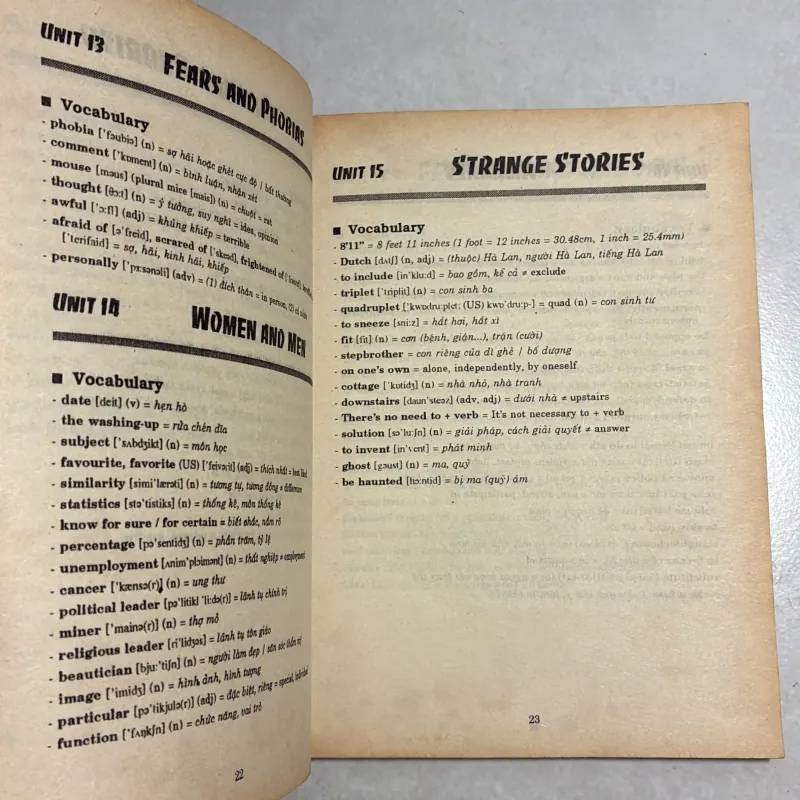 UNIT 13 FEARS AND PHOBIAS
■ Vocabulary
- phobia ['fəubiə] (n) = sợ hãi hoặc ghét cực độ / bất thường
- comment ['kɒment] (n) = bình luận, nhận xét
- mouse [maus] (plural mice [mais]) (n) = chuột = cat
- thought [θɔ:t] (n) = ý tưởng, suy nghĩ = idea, opinion
- awful ['ɔ:fl] (adj) = khủng khiếp = terrible
- afraid of [ə'freid], scrared of ['skeəd], frightened of
['terifaid] = sợ, hãi, kinh hãi, khiếp
- personally ['pɜ:sənəli] (adv) = (1) đích thân = in person, (2)
UNIT 14 WOMEN AND MEN
■ Vocabulary
- date [deit] (v) = hẹn hò
- the washing-up = rửa chén dĩa
- subject ['sʌbdʒikt] (n) = môn học
- favourite, favorite (US) ['feivərit] (adj) = thích nhất =
- similarity [simi'lærəti] (n) = tương tự, tương đồng ≠ difference
- statistics [stə'tistiks] (n) = thống kê, môn thống kê
- know for sure / for certain = biết chắc, nắm rõ
- percentage [pə'sentidʒ] (n) = phần trăm, tỷ lệ
- unemployment [ʌnim'plɔimənt] (n) = thất nghiệp ≠ employment
- cancer ['kænsə(r)] (n) = ung thư
- political leader [pə'litikl 'li:də(r)] = lãnh tụ chính trị
- miner ['mainə(r)] (n) = thợ mỏ
- religious leader [ri'lidʒəs] = lãnh tụ tôn giáo
- beautician [bju:'tiʃn] (n) = người làm đẹp / săn sóc thẩm mỹ
- image ['imidʒ] (n) = hình ảnh, hình tượng
- particular [pə'tikjulə(r)] (adj) = đặc biệt, riêng = special, individual
- function ['fʌŋkʃn] (n) = chức năng, vai trò
22
UNIT 15 STRANGE STORIES
■ Vocabulary
- 8'11" = 8 feet 11 inches (1 foot = 12 inches = 30.48cm, 1 inch = 25.4mm)
- Dutch [dʌtʃ] (n, adj) = (thuộc) Hà Lan, người Hà Lan, tiếng Hà Lan
- to include [in'klu:d] = bao gồm, kể cả ≠ exclude
- triplet ['triplit] (n) = con sinh ba
- quadruplet ['kwɒdru:plet; (US) kwɒ'dru:p-] = quad (n) = con sinh tư
- to sneeze [sni:z] = hắt hơi, hắt xì
- fit [fit] (n) = cơn (bệnh, giận...), trận (cười)
- stepbrother = con riêng của dì ghẻ / bố dượng
- on one's own = alone, independently, by oneself
- cottage ['kɒtidʒ] (n) = nhà nhỏ, nhà tranh
- downstairs [daun'steəz] (adv, adj) = dưới nhà ≠ upstairs
- There's no need to + verb = It's not necessary to + verb
- solution [sə'lu:ʃn] (n) = giải pháp, cách giải quyết ≠ answer
- to invent [in'vent] = phát minh
- ghost [gəust] (n) = ma, quỷ
- be haunted [hɔ:ntid] = bị ma (quỷ) ám
23